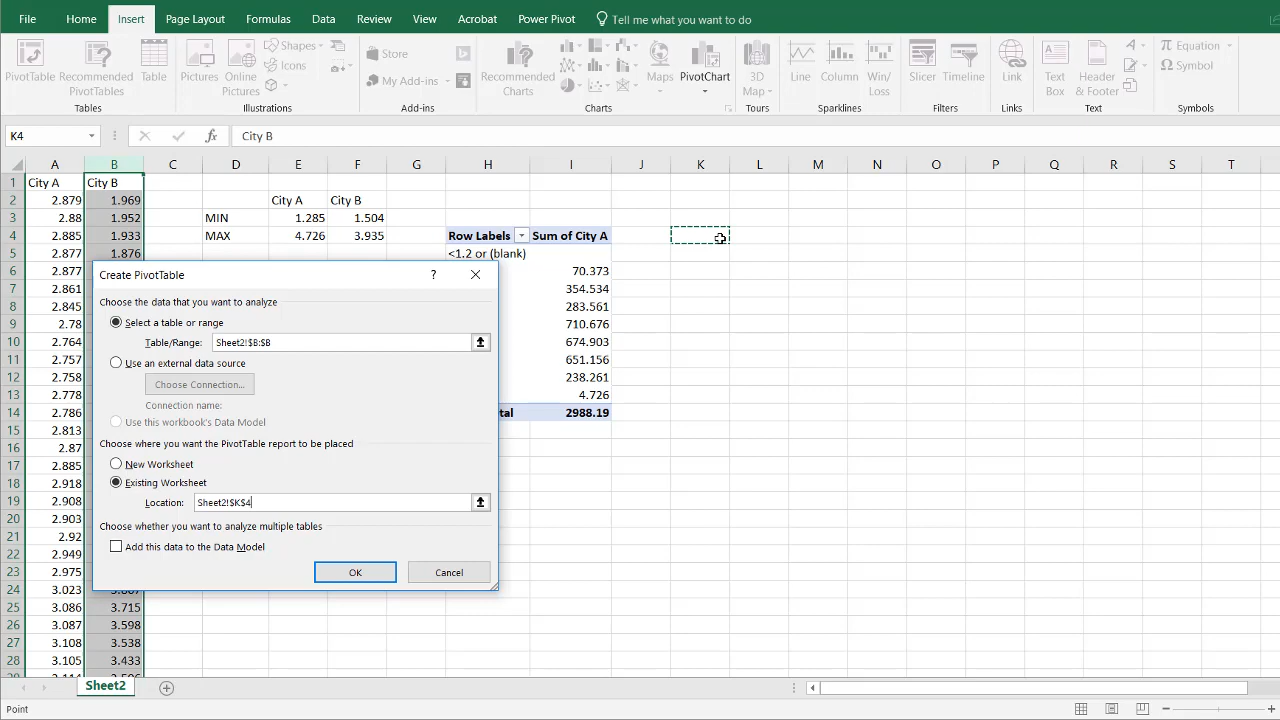 File Home Insert Page Layout Formulas Data Review View Acrobat Power Pivot Tell me what you want to do
PivotTable Recommended PivotTables Table Pictures Online Pictures Shapes Icons Store My Add-ins Recommended Charts Maps PivotChart 3D Map Line Column Win/Loss Slicer Timeline Link Text Box Header & Footer Equation Symbol
Tables Illustrations Add-ins Charts Tours Sparklines Filters Links Text Symbols
K4 fx City B
A B C D E F G H I J K L M N O P Q R S T
1 City A City B
2 2.879 1.969 City A City B
3 2.88 1.952 MIN 1.285 1.504
4 2.885 1.933 MAX 4.726 3.935 Row Labels Sum of City A
5 2.877 1.876 <1.2 or (blank)
6 2.877 70.373
7 2.861 354.534
8 2.845 283.561
9 2.78 710.676
10 2.764 674.903
11 2.757 651.156
12 2.758 238.261
13 2.778 4.726
14 2.786 tal 2988.19
15 2.813
16 2.87
17 2.885
18 2.918
19 2.908
20 2.903
21 2.92
22 2.949
23 2.975
24 3.023
25 3.086 3.715
26 3.087 3.598
27 3.108 3.538
28 3.105 3.433
Create PivotTable ?
Choose the data that you want to analyze
Select a table or range
Table/Range: Sheet2!$B:$B
Use an external data source
Choose Connection...
Connection name:
Use this workbook's Data Model
Choose where you want the PivotTable report to be placed
New Worksheet
Existing Worksheet
Location: Sheet2!$K$4
Choose whether you want to analyze multiple tables
Add this data to the Data Model
OK Cancel
Sheet2
Point